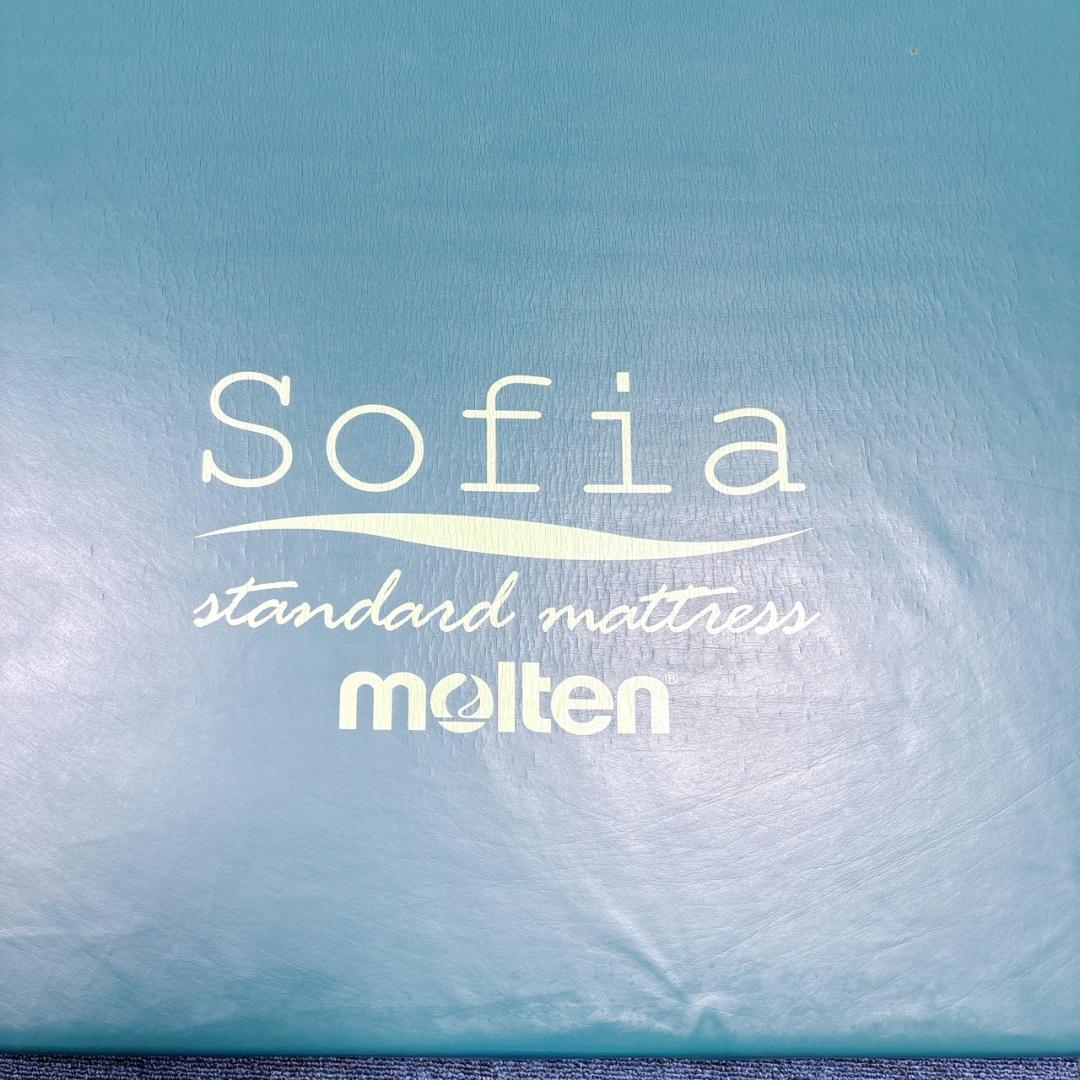 Sofia
standard mattress
molten®